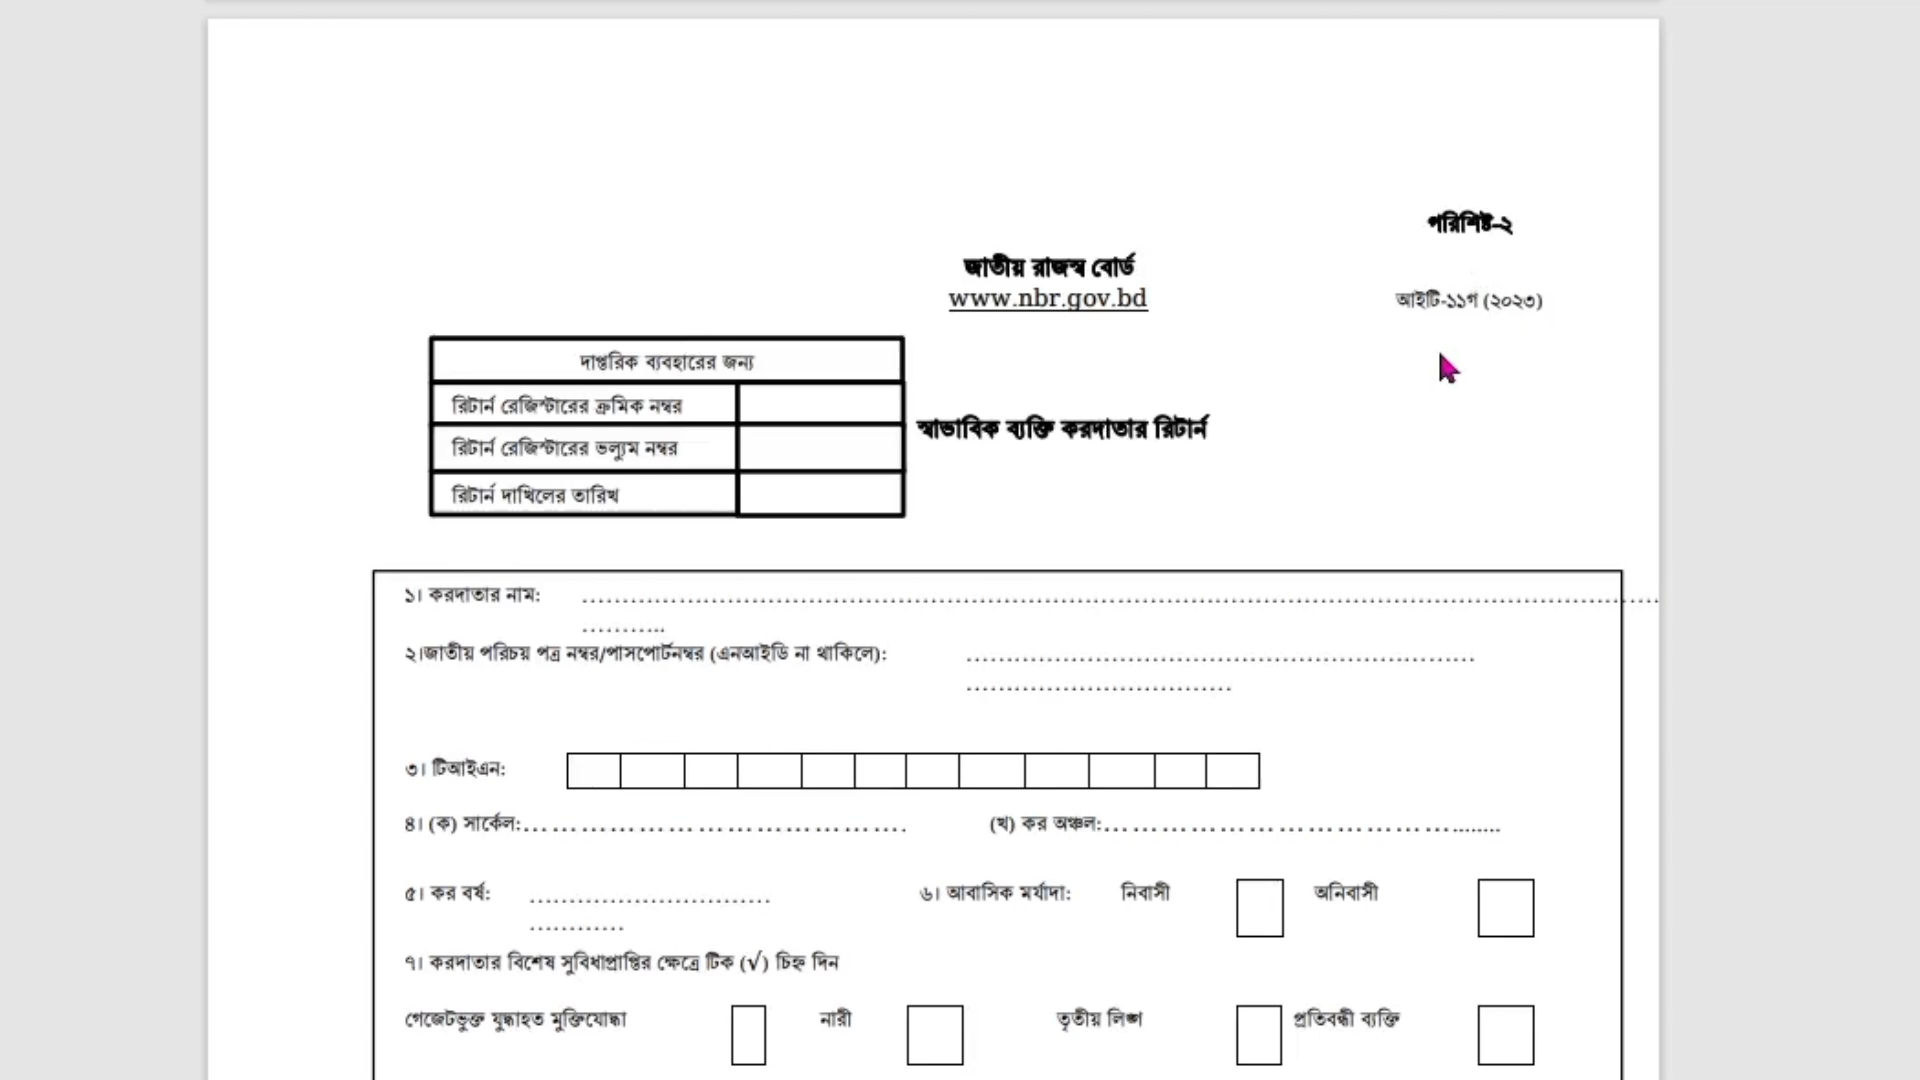 পরিশিষ্ট-২
জাতীয় রাজস্ব বোর্ড
www.nbr.gov.bd
আইটি-১১গ (২০২৩)
দাপ্তরিক ব্যবহারের জন্য
রিটার্ন রেজিস্টারের ক্রমিক নম্বর
রিটার্ন রেজিস্টারের ভল্যুম নম্বর
রিটার্ন দাখিলের তারিখ
স্বাভাবিক ব্যক্তি করদাতার রিটার্ন
১। করদাতার নাম: ................................................................
...........
২।জাতীয় পরিচয় পত্র নম্বর/পাসপোর্টনম্বর (এনআইডি না থাকিলে): ................................................
..............................
৩। টিআইএন:
৪। (ক) সার্কেল:....................................... (খ) কর অঞ্চল:...........................................
৫। কর বর্ষ: .............................. ৬। আবাসিক মর্যাদা: নিবাসী অনিবাসী
............
৭। করদাতার বিশেষ সুবিধাপ্রাপ্তির ক্ষেত্রে টিক (√) চিহ্ন দিন
গেজেটভুক্ত যুদ্ধাহত মুক্তিযোদ্ধা নারী তৃতীয় লিঙ্গ প্রতিবন্ধী ব্যক্তি